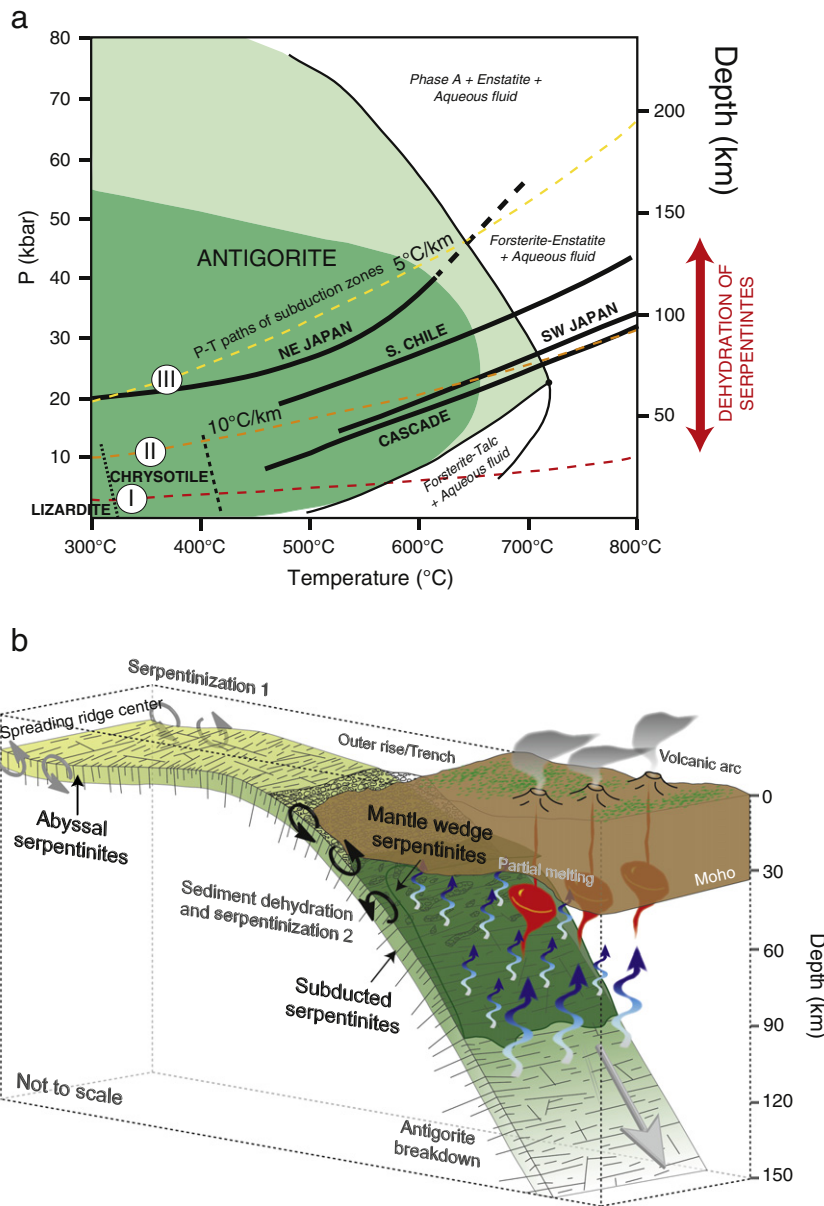 a
80
70
60
50
40
30
20
10
P (kbar)
300°C
400°C
500°C
600°C
700°C
800°C
Temperature (°C)
200
150
100
50
Depth (km)
DEHYDRATION OF
SERPENTINTES
Phase A + Enstatite +
Aqueous fluid
Forsterite-Enstatite
+ Aqueous fluid
ANTIGORITE
P-T paths of subduction zones
5°C/km
NE JAPAN
S. CHILE
SW JAPAN
CASCADE
III
10°C/km
II
CHRYSOTILE
I
LIZARDITE
Forsterite-Talc
+ Aqueous fluid
b
Serpentinization 1
Spreading ridge center
Outer rise/Trench
Volcanic arc
Abyssal
serpentinites
Mantle wedge
serpentinites
Partial melting
Moho
Sediment dehydration
and serpentinization 2
Subducted
serpentinites
Antigorite
breakdown
Not to scale
0
30
60
90
120
150
Depth (km)